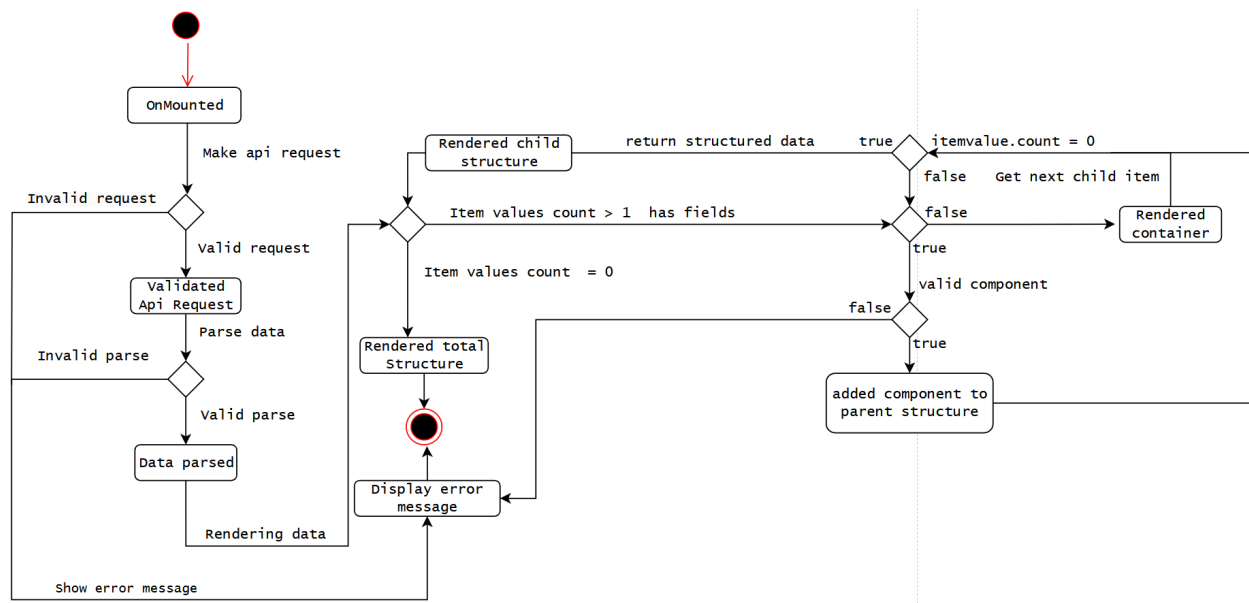 OnMounted
Make api request
Invalid request
Valid request
Validated
Api Request
Parse data
Invalid parse
Valid parse
Data parsed
Rendering data
Show error message
Rendered child
structure
return structured data
true
itemvalue.count = 0
false
Get next child item
Item values count > 1  has fields
false
Rendered
container
true
Item values count  = 0
valid component
false
true
Rendered total
Structure
added component to
parent structure
Display error
message